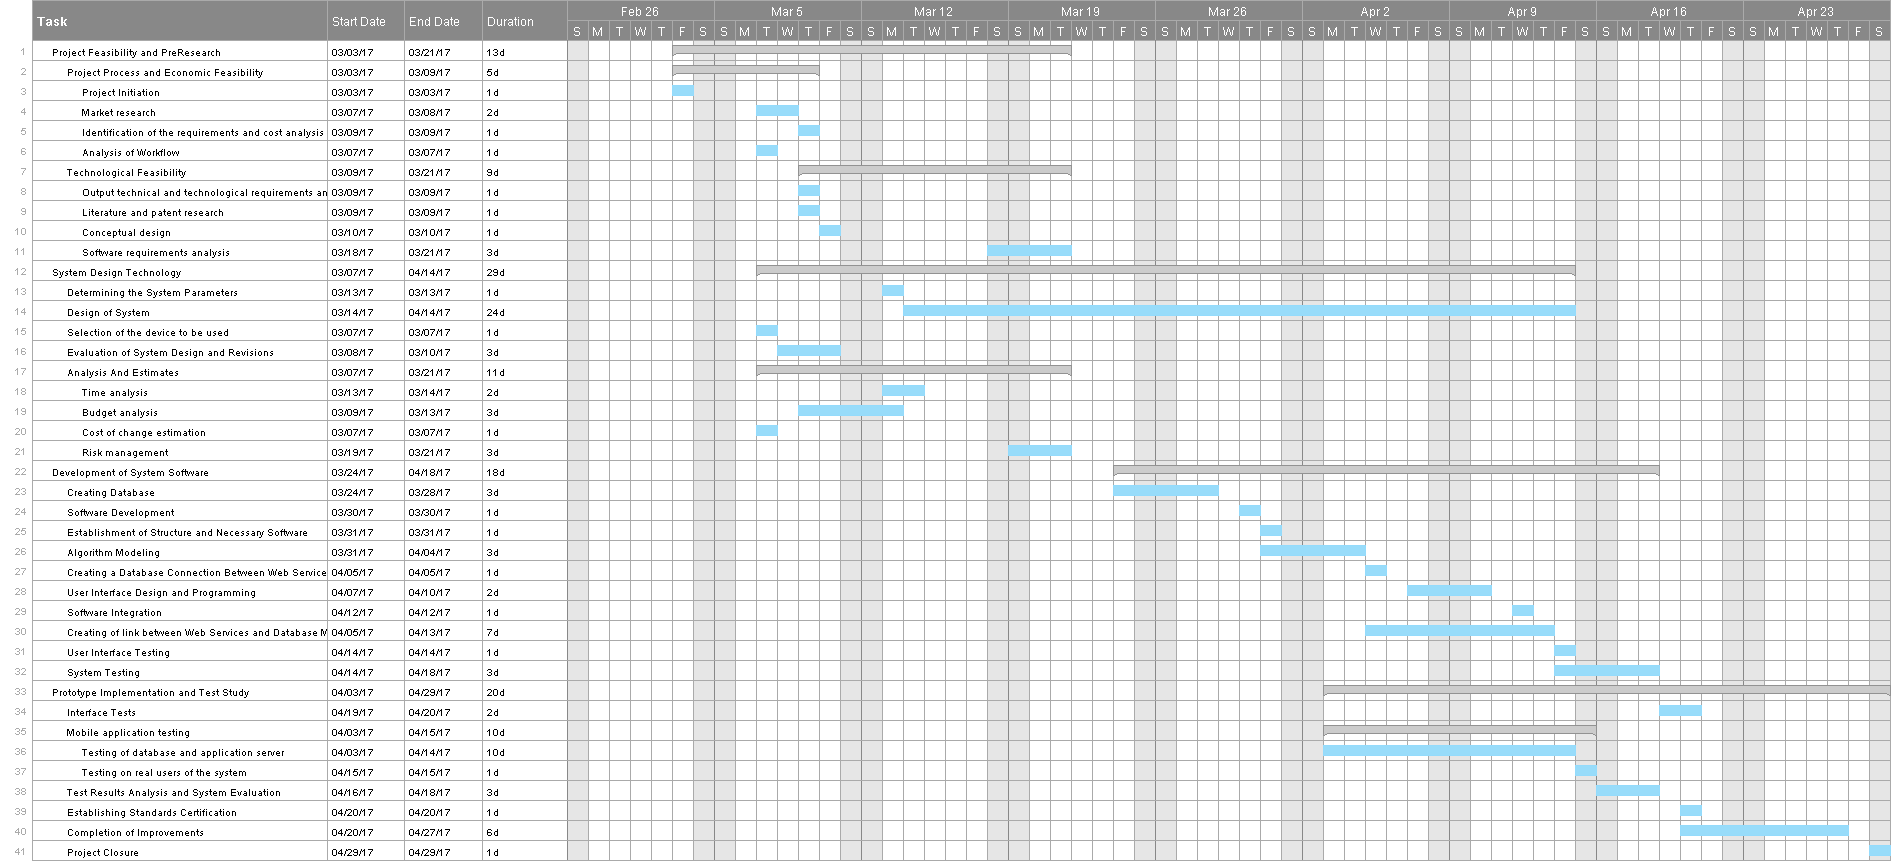 Task Start Date End Date Duration Feb 26 Mar 5 Mar 12 Mar 19 Mar 26 Apr 2 Apr 9 Apr 16 Apr 23
S M T W T F S S M T W T F S S M T W T F S S M T W T F S S M T W T F S S M T W T F S S M T W T F S S M T W T F S S M T W T F S
1 Project Feasibility and PreResearch 03/03/17 03/21/17 13d
2 Project Process and Economic Feasibility 03/03/17 03/09/17 5d
3 Project Initiation 03/03/17 03/03/17 1d
4 Market research 03/07/17 03/08/17 2d
5 Identification of the requirements and cost analysis 03/09/17 03/09/17 1d
6 Analysis of Workflow 03/07/17 03/07/17 1d
7 Technological Feasibility 03/09/17 03/21/17 9d
8 Output technical and technological requirements an 03/09/17 03/09/17 1d
9 Literature and patent research 03/09/17 03/09/17 1d
10 Conceptual design 03/10/17 03/10/17 1d
11 Software requirements analysis 03/18/17 03/21/17 3d
12 System Design Technology 03/07/17 04/14/17 29d
13 Determining the System Parameters 03/13/17 03/13/17 1d
14 Design of System 03/14/17 04/14/17 24d
15 Selection of the device to be used 03/07/17 03/07/17 1d
16 Evaluation of System Design and Revisions 03/08/17 03/10/17 3d
17 Analysis And Estimates 03/07/17 03/21/17 11d
18 Time analysis 03/13/17 03/14/17 2d
19 Budget analysis 03/09/17 03/13/17 3d
20 Cost of change estimation 03/07/17 03/07/17 1d
21 Risk management 03/19/17 03/21/17 3d
22 Development of System Software 03/24/17 04/18/17 18d
23 Creating Database 03/24/17 03/28/17 3d
24 Software Development 03/30/17 03/30/17 1d
25 Establishment of Structure and Necessary Software 03/31/17 03/31/17 1d
26 Algorithm Modeling 03/31/17 04/04/17 3d
27 Creating a Database Connection Between Web Service 04/05/17 04/05/17 1d
28 User Interface Design and Programming 04/07/17 04/10/17 2d
29 Software Integration 04/12/17 04/12/17 1d
30 Creating of link between Web Services and Database M 04/05/17 04/13/17 7d
31 User Interface Testing 04/14/17 04/14/17 1d
32 System Testing 04/14/17 04/18/17 3d
33 Prototype Implementation and Test Study 04/03/17 04/29/17 20d
34 Interface Tests 04/19/17 04/20/17 2d
35 Mobile application testing 04/03/17 04/15/17 10d
36 Testing of database and application server 04/03/17 04/14/17 10d
37 Testing on real users of the system 04/15/17 04/15/17 1d
38 Test Results Analysis and System Evaluation 04/16/17 04/18/17 3d
39 Establishing Standards Certification 04/20/17 04/20/17 1d
40 Completion of Improvements 04/20/17 04/27/17 6d
41 Project Closure 04/29/17 04/29/17 1d